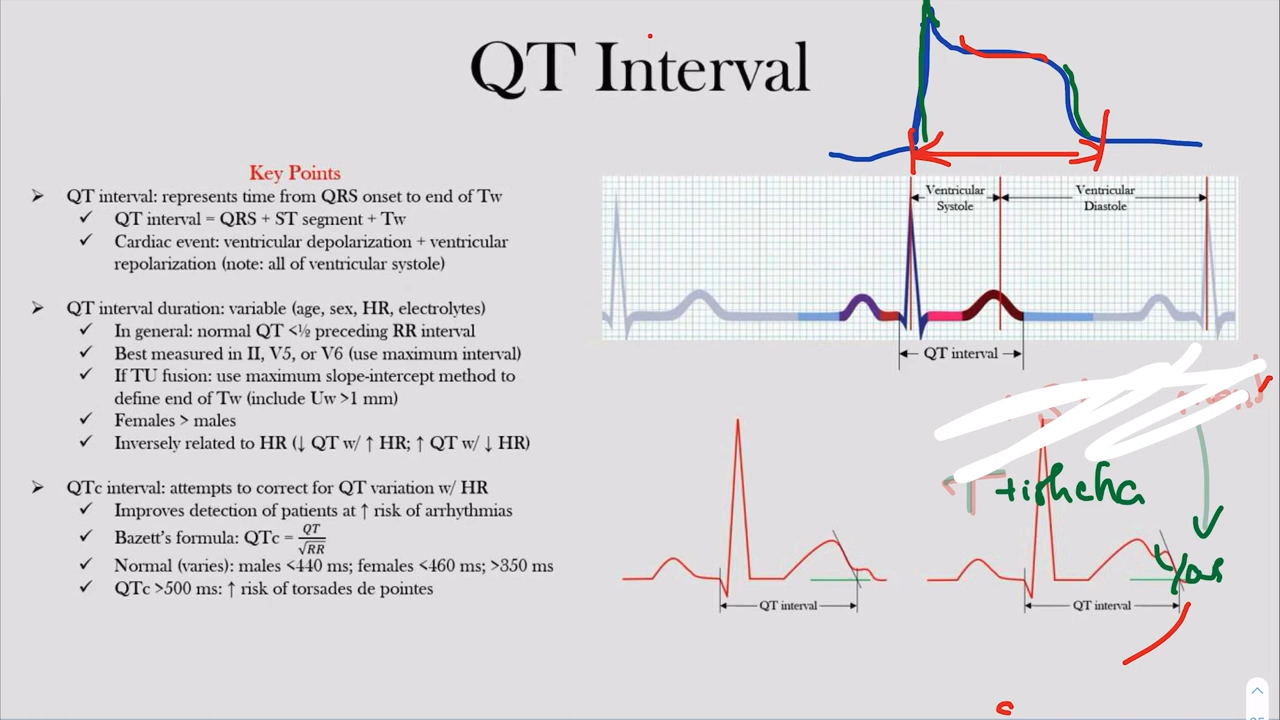 QT Interval
Key Points
➤ QT interval: represents time from QRS onset to end of Tw
✓ QT interval = QRS + ST segment + Tw
✓ Cardiac event: ventricular depolarization + ventricular
repolarization (note: all of ventricular systole)
➤ QT interval duration: variable (age, sex, HR, electrolytes)
✓ In general: normal QT <½ preceding RR interval
✓ Best measured in II, V5, or V6 (use maximum interval)
✓ If TU fusion: use maximum slope-intercept method to
define end of Tw (include Uw >1 mm)
✓ Females > males
✓ Inversely related to HR (↓ QT w/ ↑ HR; ↑ QT w/ ↓ HR)
➤ QTc interval: attempts to correct for QT variation w/ HR
✓ Improves detection of patients at ↑ risk of arrhythmias
✓ Bazett's formula: QTc = QT/√RR
✓ Normal (varies): males <440 ms; females <460 ms; >350 ms
✓ QTc >500 ms: ↑ risk of torsades de pointes
Ventricular
Systole
Ventricular
Diastole
QT interval
QT interval
QT interval